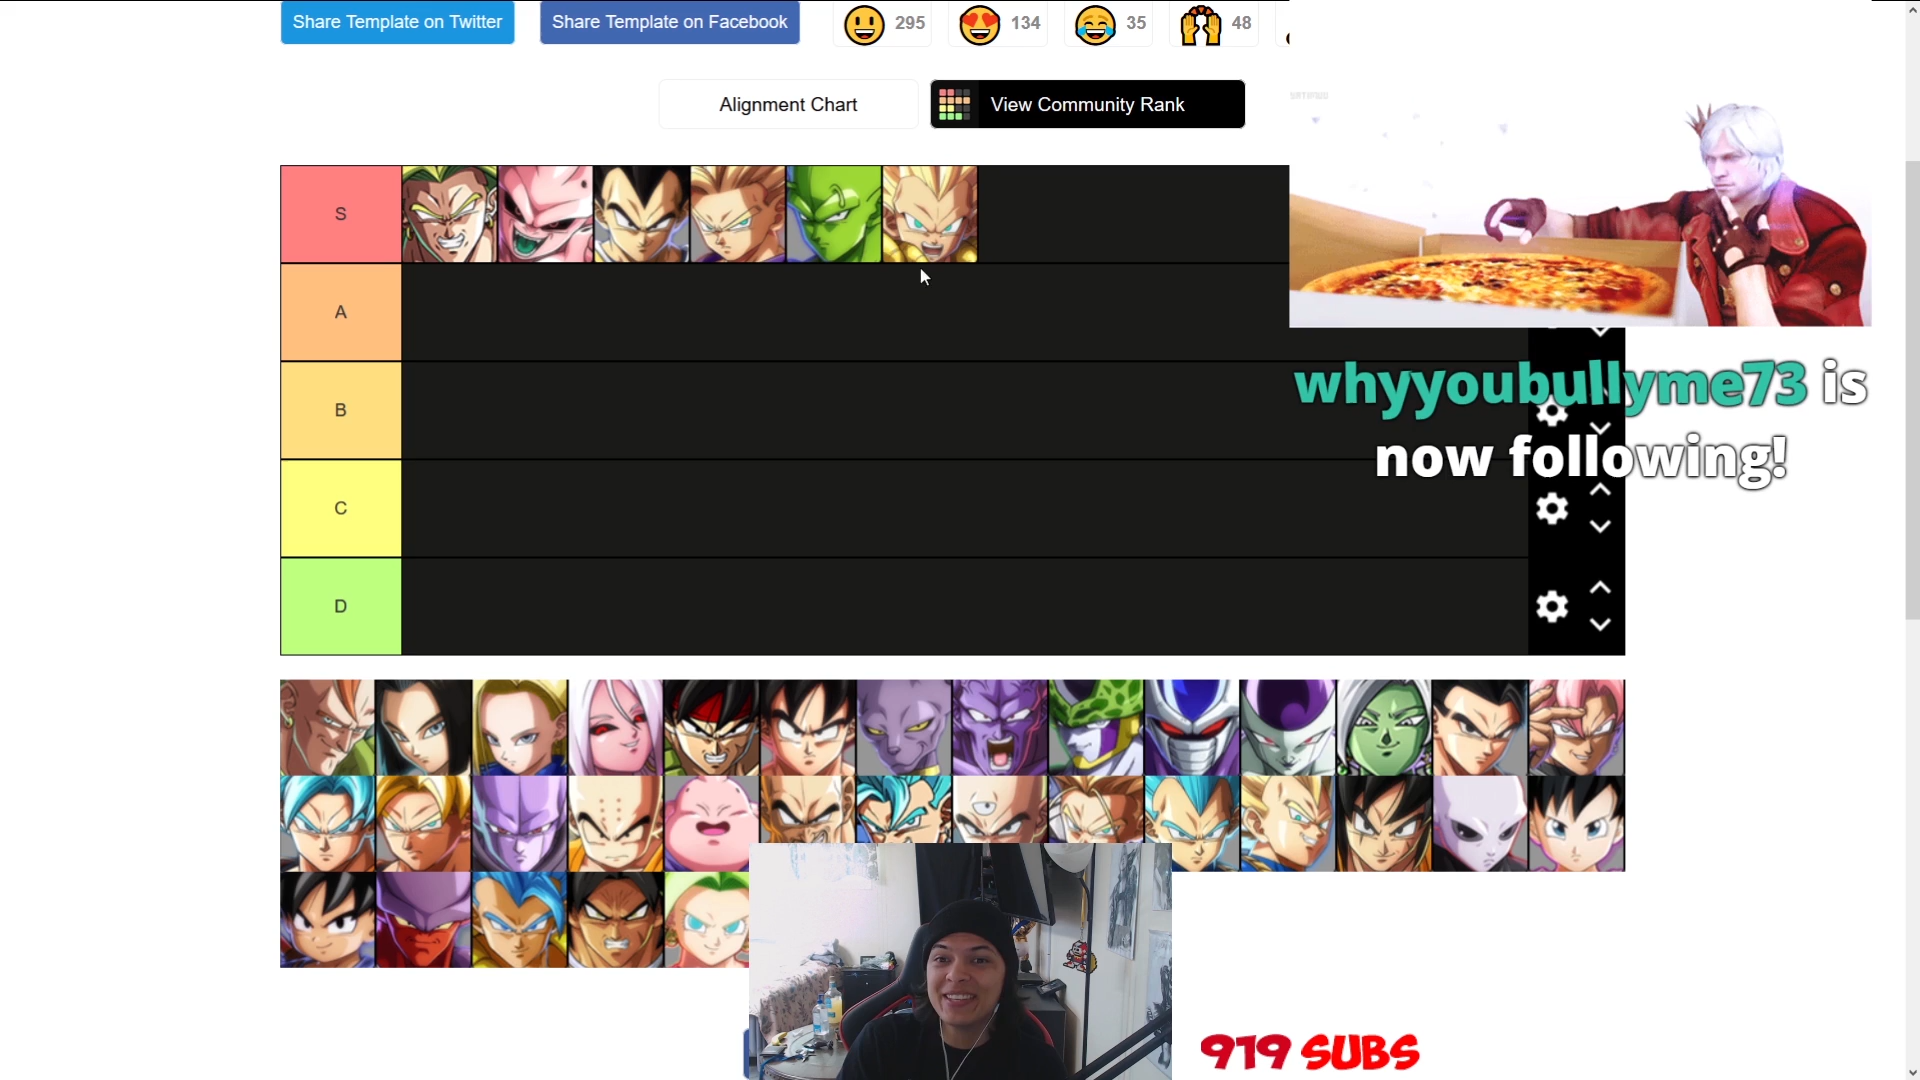 Share Template on Twitter
Share Template on Facebook
295
134
35
48
Alignment Chart
View Community Rank
S
A
B
C
D
whyyoubullyme73 is
now following!
919 SUBS